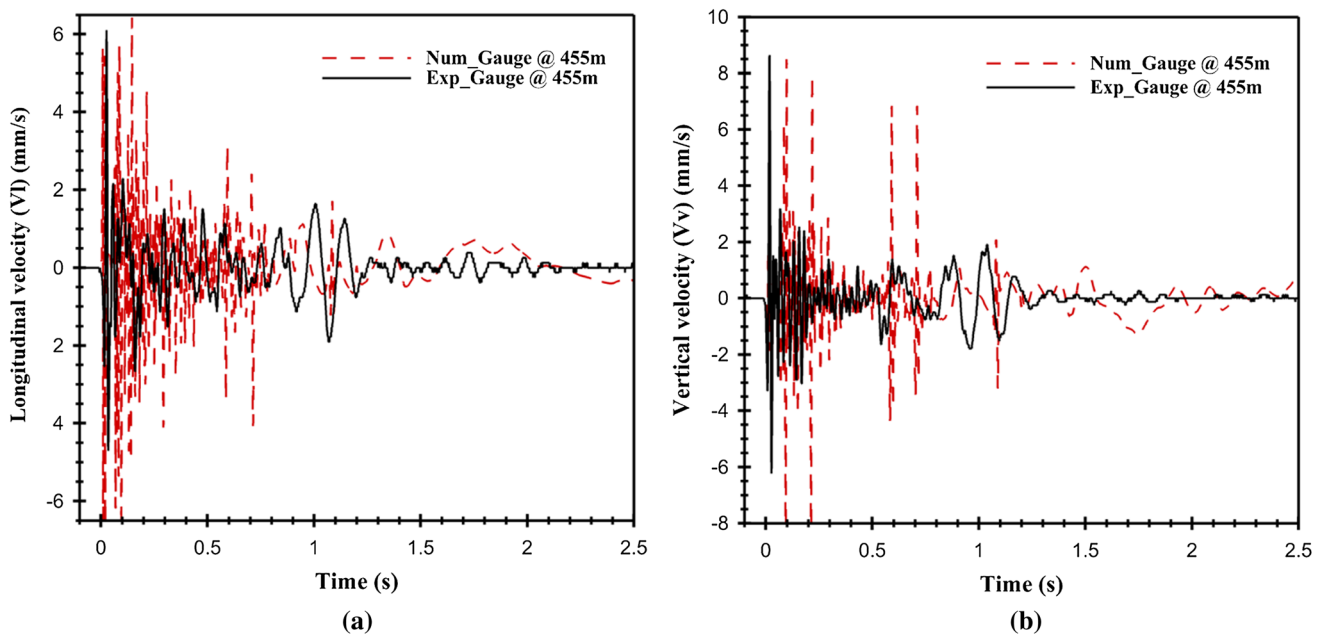 Num_Gauge @ 455m
Exp_Gauge @ 455m
Longitudinal velocity (Vl) (mm/s)
6
4
2
0
2
4
-6
0
0.5
1
1.5
2
2.5
Time (s)
(a)
Num_Gauge @ 455m
Exp_Gauge @ 455m
Vertical velocity (Vv) (mm/s)
10
8
6
4
2
0
-2
-4
-6
-8
0
0.5
1
1.5
2
2.5
Time (s)
(b)